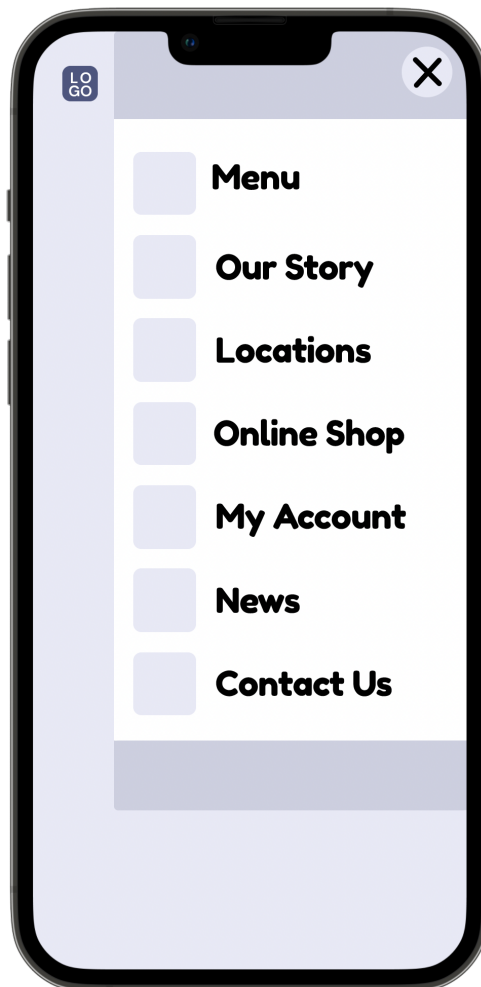 LO
GO
Menu
Our Story
Locations
Online Shop
My Account
News
Contact Us